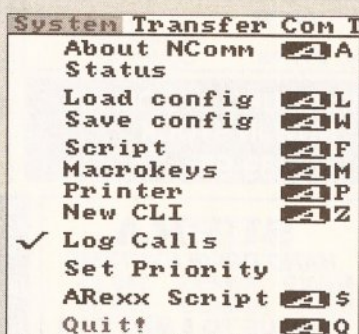 System Transfer Com T
About NComm A
Status
Load config L
Save config W
Script F
Macrokeys M
Printer P
New CLI Z
Log Calls
Set Priority
ARexx Script $
Quit! Q